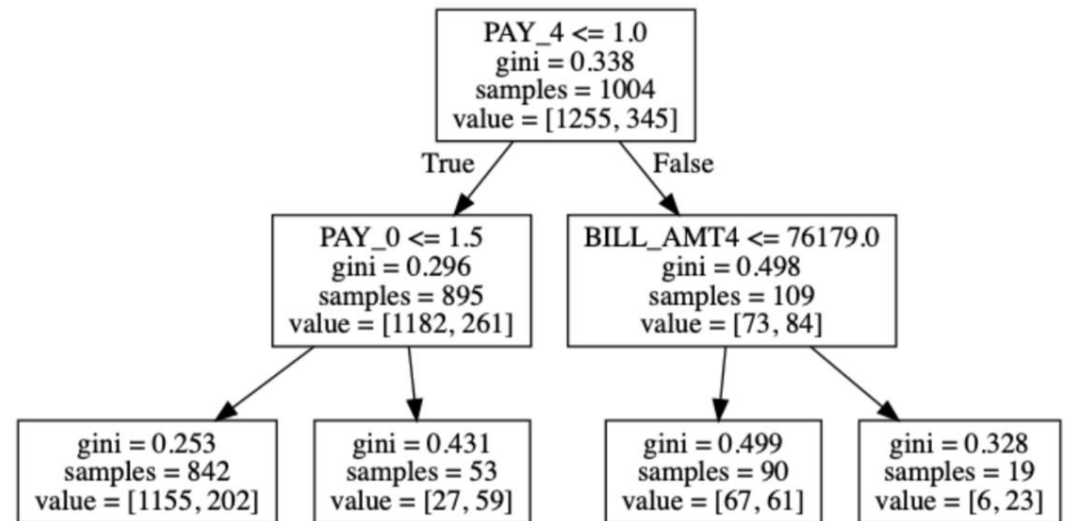 PAY_4 <= 1.0
gini = 0.338
samples = 1004
value = [1255, 345]
True
False
PAY_0 <= 1.5
gini = 0.296
samples = 895
value = [1182, 261]
BILL_AMT4 <= 76179.0
gini = 0.498
samples = 109
value = [73, 84]
gini = 0.253
samples = 842
value = [1155, 202]
gini = 0.431
samples = 53
value = [27, 59]
gini = 0.499
samples = 90
value = [67, 61]
gini = 0.328
samples = 19
value = [6, 23]